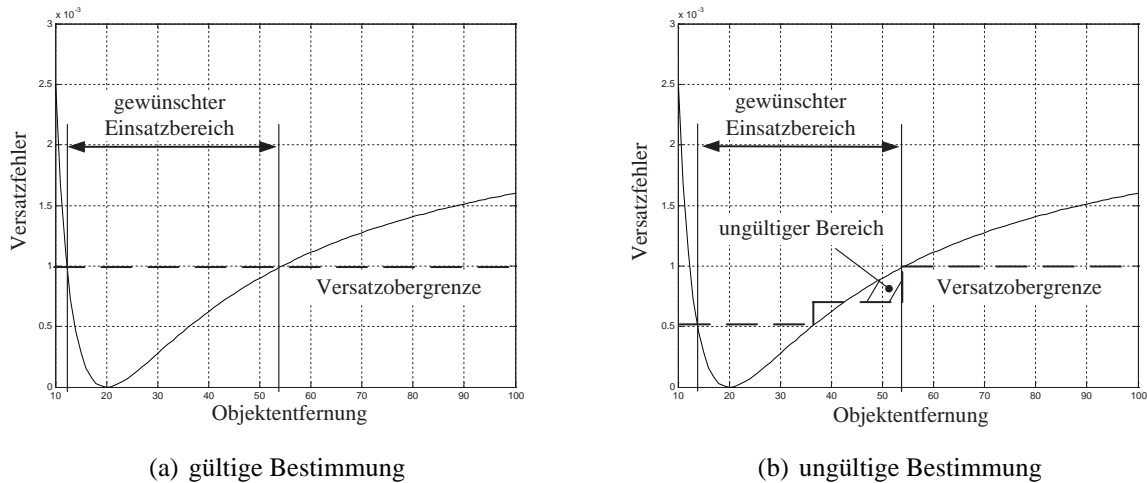 x 10⁻³
3
2.5
2
1.5
1
0.5
0
10 20 30 40 50 60 70 80 90 100
Versatzfehler
gewünschter
Einsatzbereich
Versatzobergrenze
Objektentfernung
(a) gültige Bestimmung
x 10⁻³
3
2.5
2
1.5
1
0.5
0
10 20 30 40 50 60 70 80 90 100
Versatzfehler
gewünschter
Einsatzbereich
ungültiger Bereich
Versatzobergrenze
Objektentfernung
(b) ungültige Bestimmung